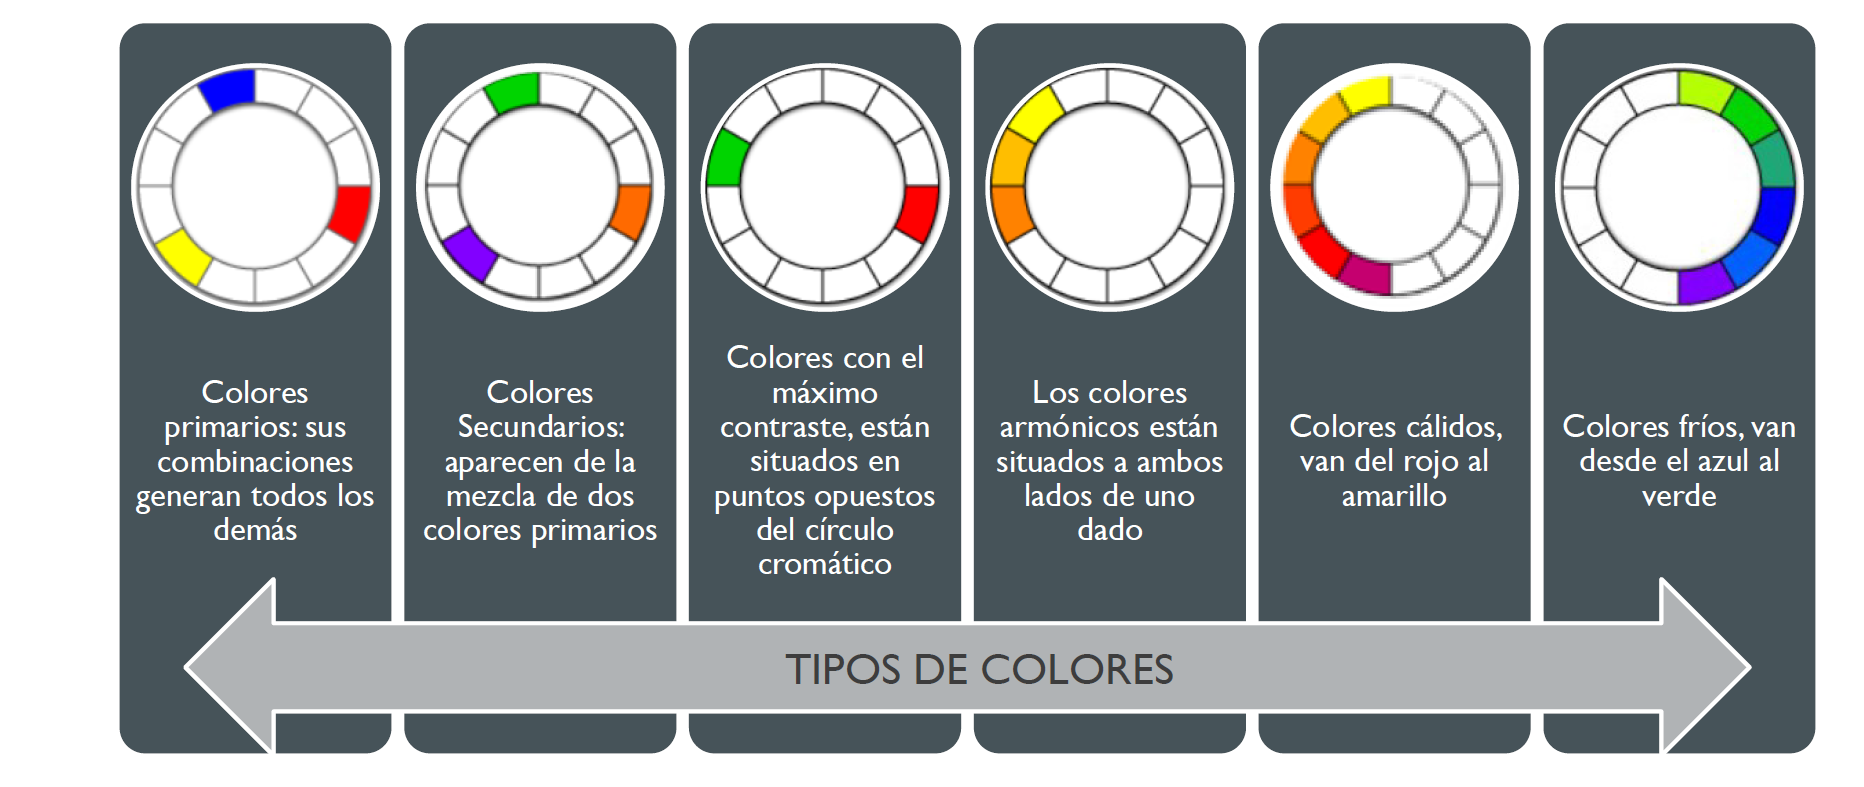 Colores
primarios: sus
combinaciones
generan todos los
demás
Colores
Secundarios:
aparecen de la
mezcla de dos
colores primarios
Colores con el
máximo
contraste, están
situados en
puntos opuestos
del círculo
cromático
Los colores
armónicos están
situados a ambos
lados de uno
dado
Colores cálidos,
van del rojo al
amarillo
Colores fríos, van
desde el azul al
verde
TIPOS DE COLORES